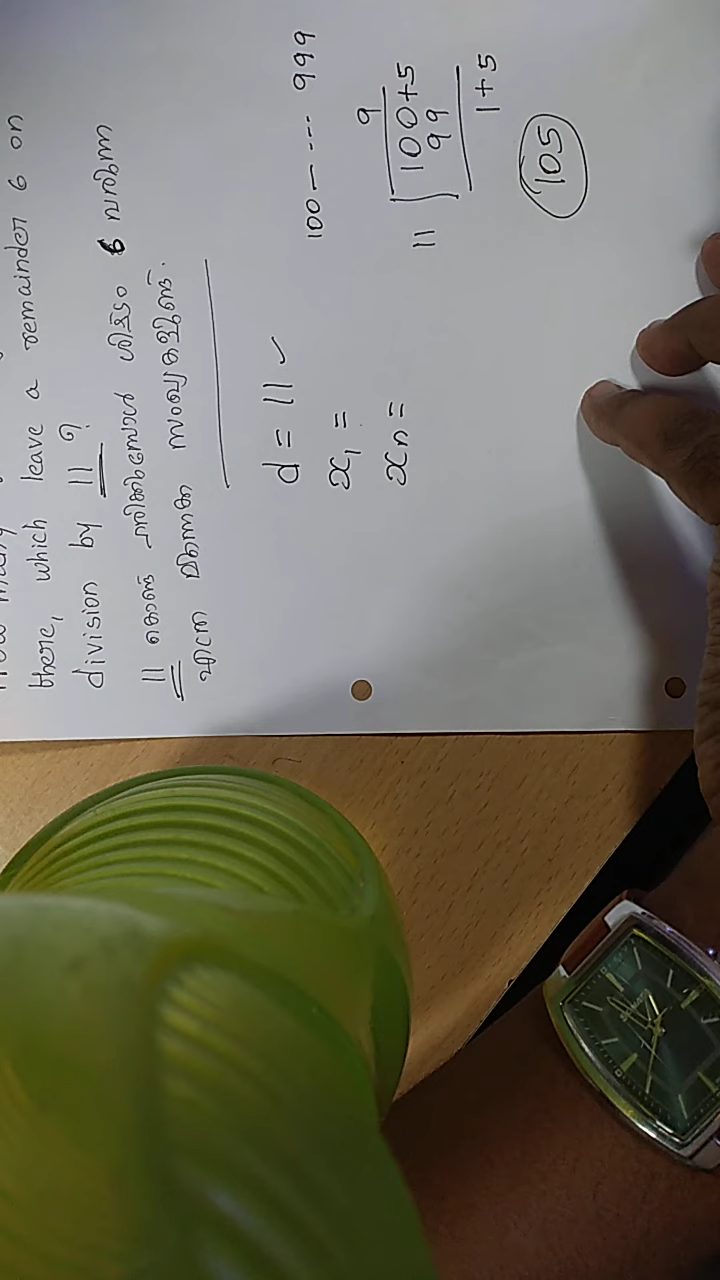 there, which leave a remainder 6 on
division by 11 ?
11 കൊണ്ട് ഹരിക്കുമ്പോൾ ശിഷ്ടം 6 വരുന്ന
എത്ര മൂന്നക്ക സംഖ്യകളുണ്ട്.
d = 11 ✓
100 — --- 999
x₁ =
xn =
9
11 100+5
99
1+5
105